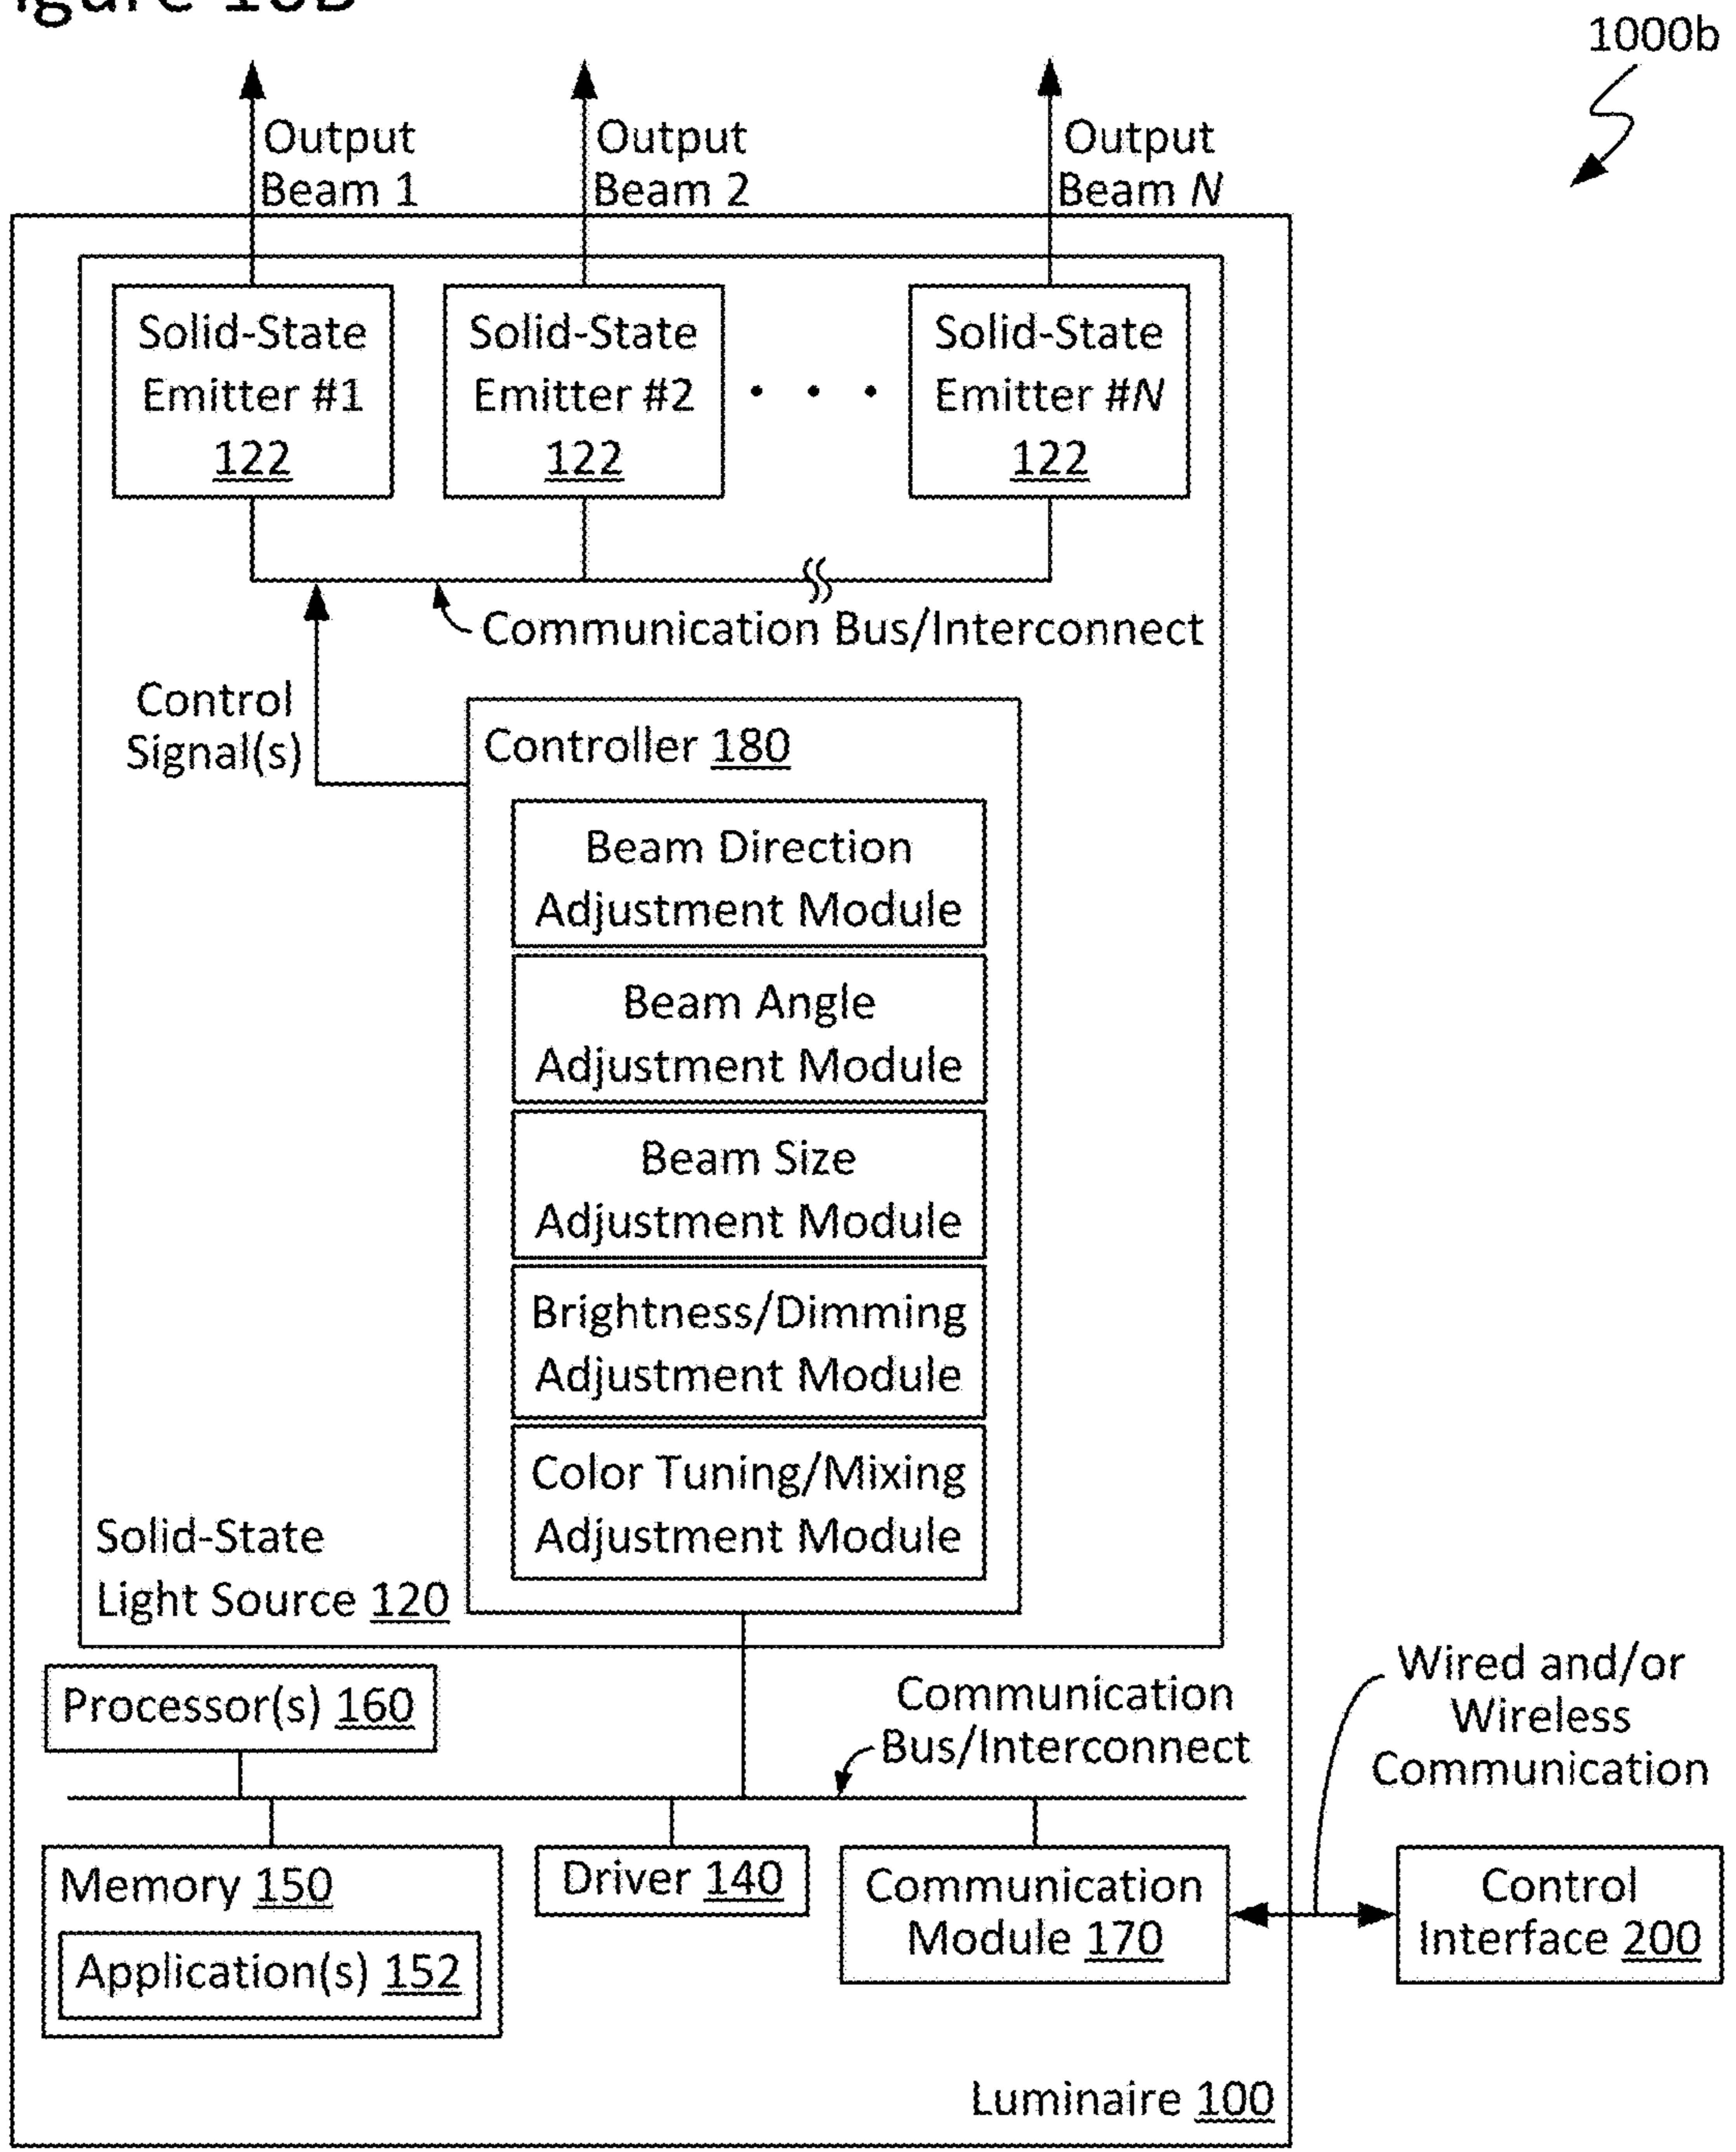 1000b
Output
Beam 1
Output
Beam 2
Output
Beam N
Solid-State
Emitter #1
122
Solid-State
Emitter #2
122
• • •
Solid-State
Emitter #N
122
Communication Bus/Interconnect
Control
Signal(s)
Controller 180
Beam Direction
Adjustment Module
Beam Angle
Adjustment Module
Beam Size
Adjustment Module
Brightness/Dimming
Adjustment Module
Color Tuning/Mixing
Adjustment Module
Solid-State
Light Source 120
Processor(s) 160
Communication
Bus/Interconnect
Wired and/or
Wireless
Communication
Memory 150
Application(s) 152
Driver 140
Communication
Module 170
Control
Interface 200
Luminaire 100